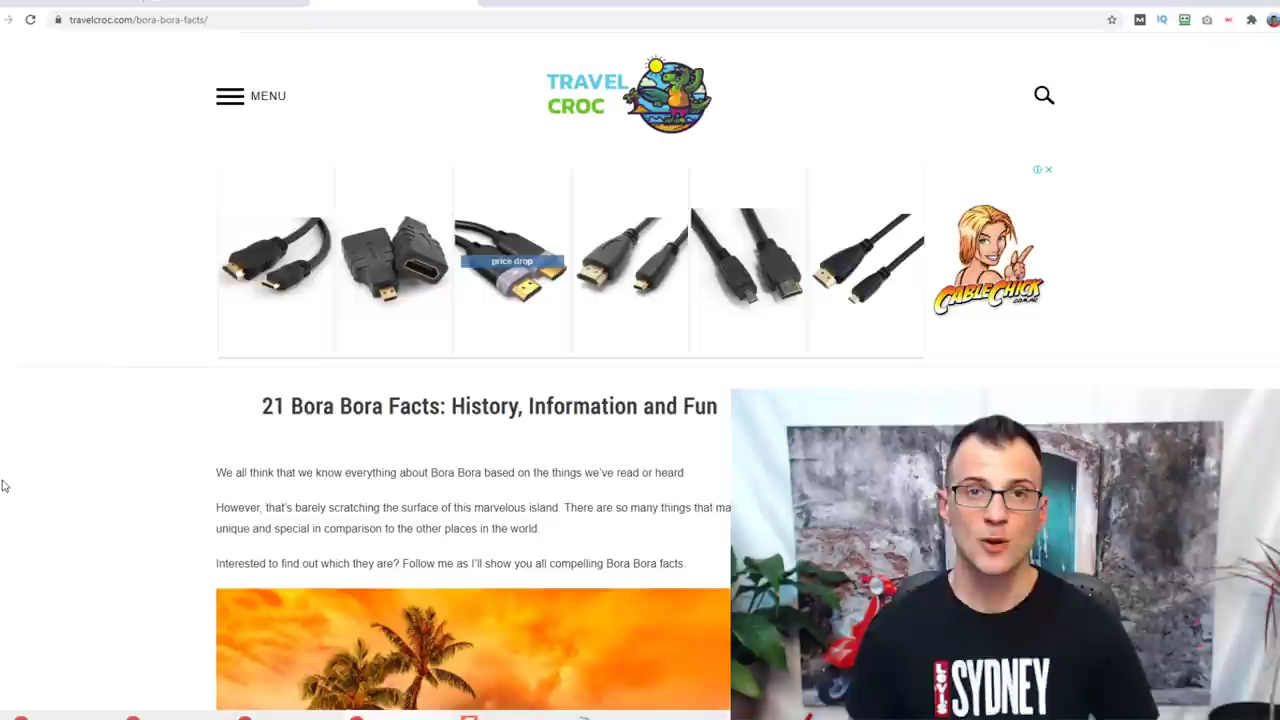 travelcroc.com/bora-bora-facts/
MENU
TRAVEL
CROC
price drop
CABLECHICK
21 Bora Bora Facts: History, Information and Fun
We all think that we know everything about Bora Bora based on the things we've read or heard.
However, that's barely scratching the surface of this marvelous island. There are so many things that ma
unique and special in comparison to the other places in the world.
Interested to find out which they are? Follow me as I'll show you all compelling Bora Bora facts.
LEVIS
SYDNEY